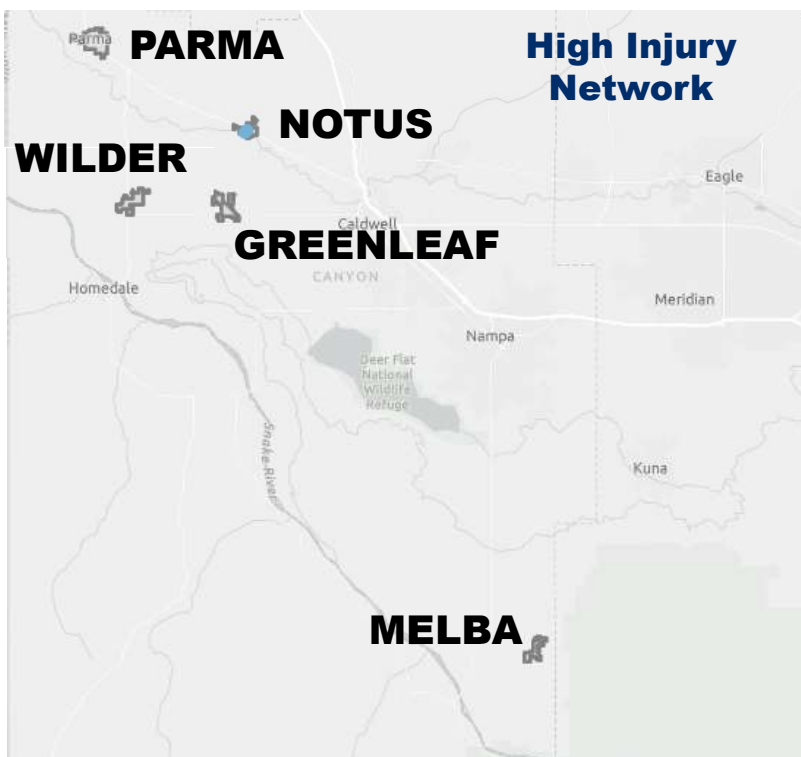 Parma
PARMA
High Injury
Network
NOTUS
WILDER
Eagle
Caldwell
GREENLEAF
CANYON
Homedale
Meridian
Nampa
Deer Flat
National
Wildlife
Refuge
Snake River
Kuna
MELBA